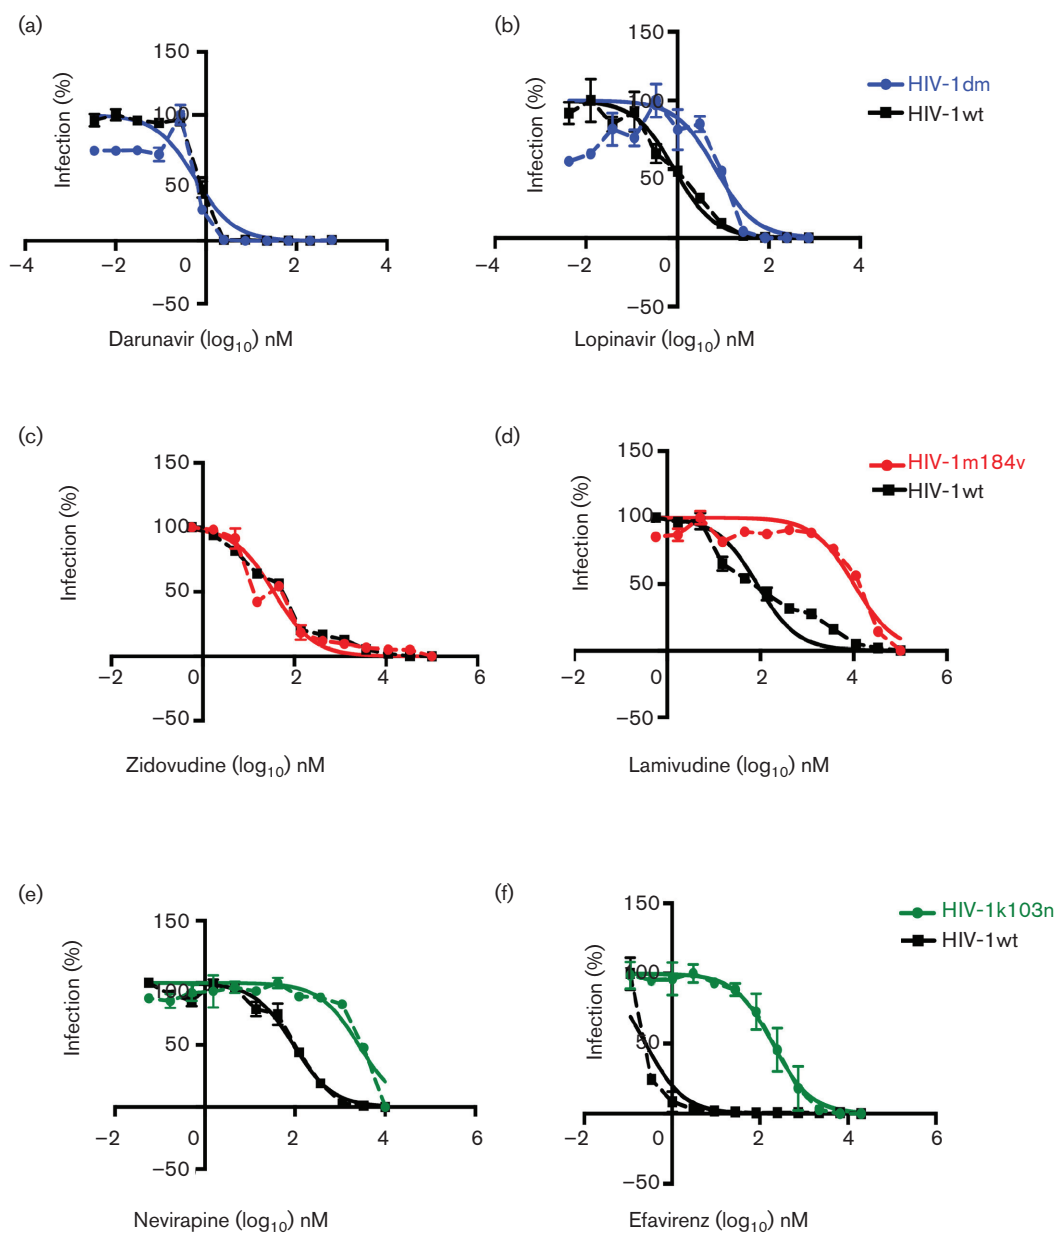 (a)
150
100
50
−50
−4
−2
0
2
4
Infection (%)
Darunavir (log10) nM
(b)
150
100
50
−50
−4
−2
0
2
4
Infection (%)
Lopinavir (log10) nM
HIV-1dm
HIV-1wt
(c)
150
100
50
−50
−2
0
2
4
6
Infection (%)
Zidovudine (log10) nM
(d)
150
100
50
−50
−2
0
2
4
6
Infection (%)
Lamivudine (log10) nM
HIV-1m184v
HIV-1wt
(e)
150
100
50
−50
−2
0
2
4
6
Infection (%)
Nevirapine (log10) nM
(f)
150
100
50
−50
−2
0
2
4
6
Infection (%)
Efavirenz (log10) nM
HIV-1k103n
HIV-1wt